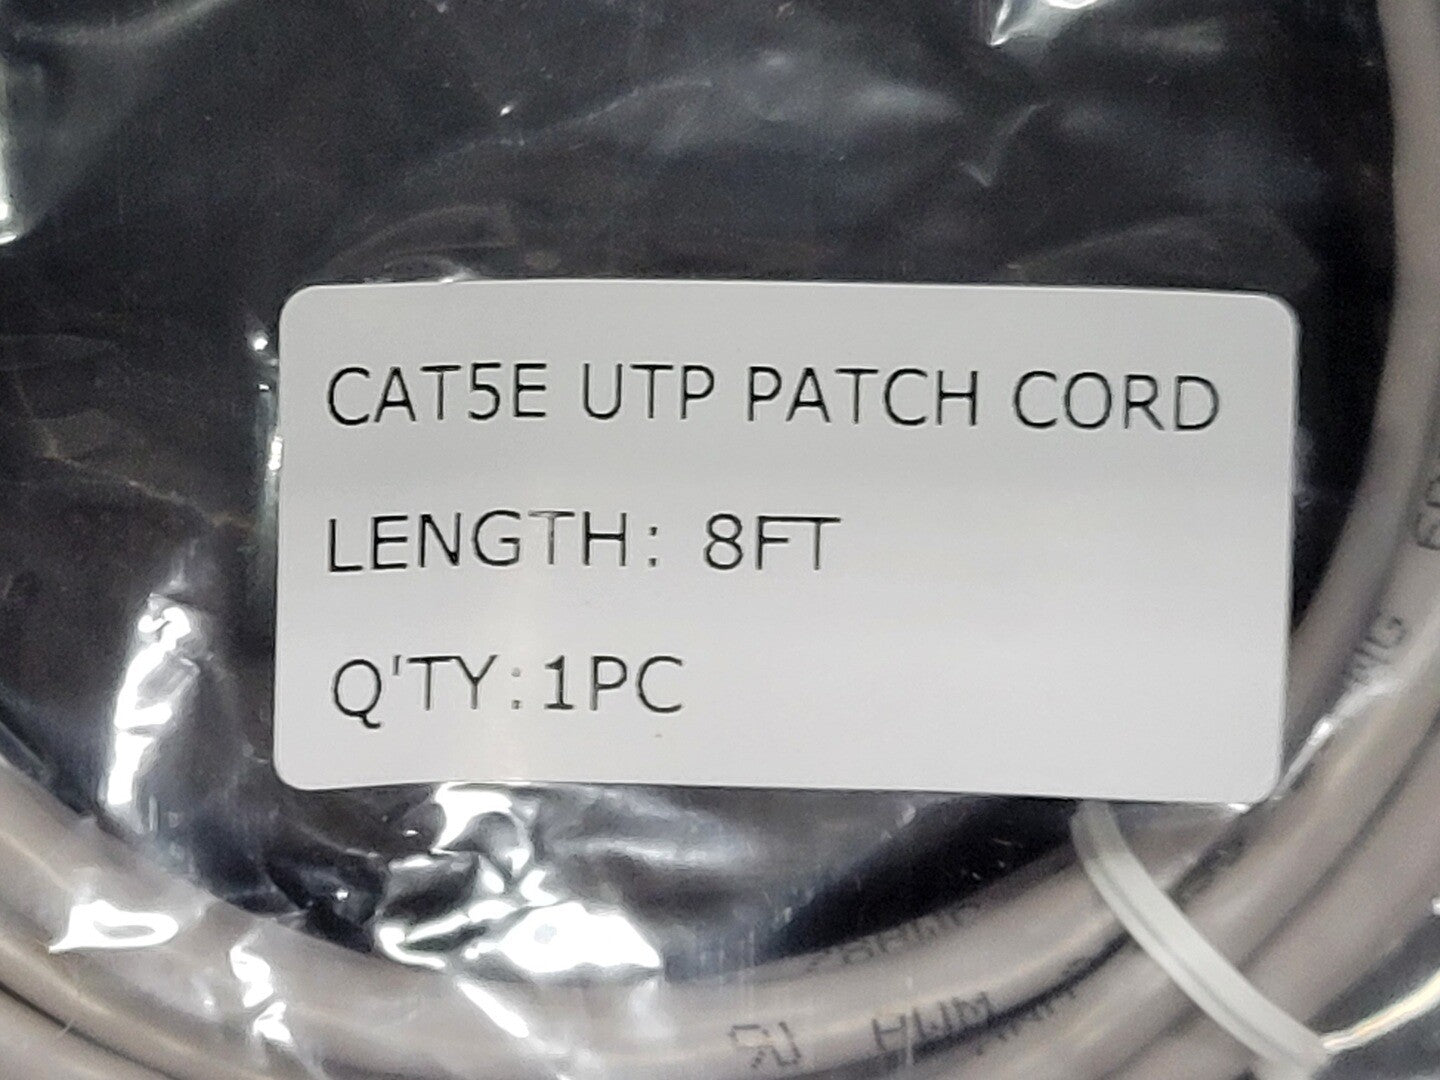 CAT5E UTP PATCH CORD
LENGTH: 8FT
Q'TY:1PC